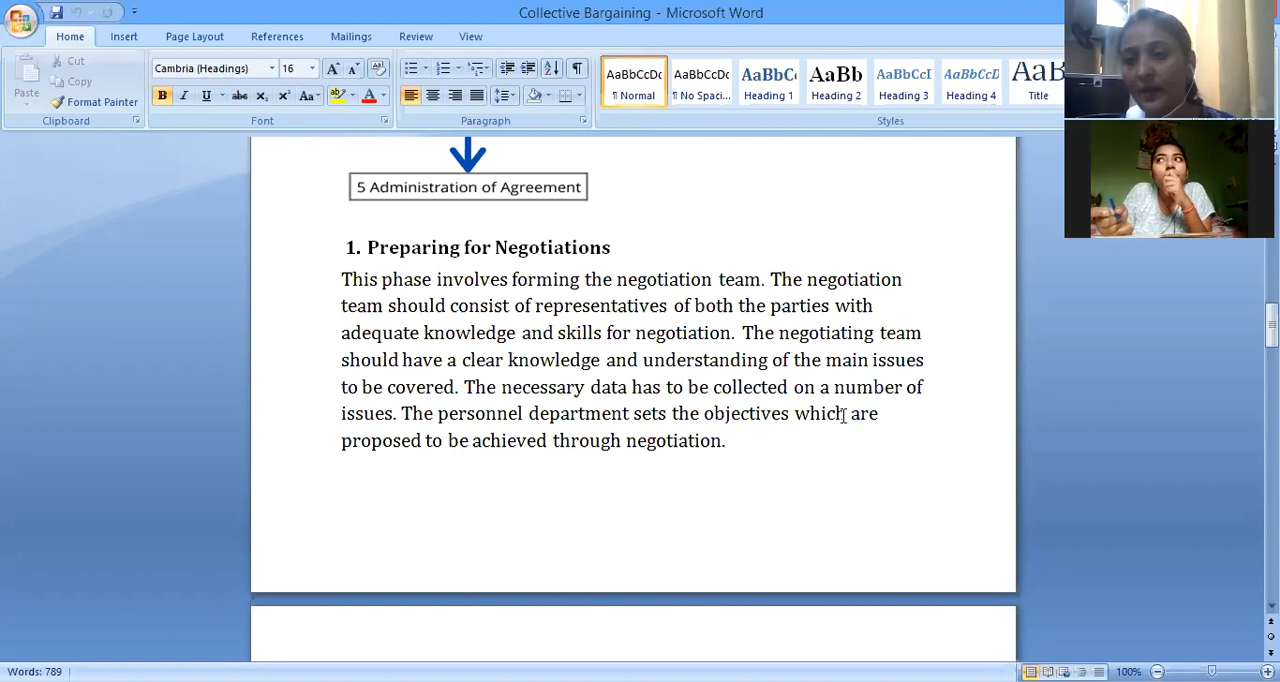 Collective Bargaining - Microsoft Word
Home Insert Page Layout References Mailings Review View
Cut
Copy
Paste
Format Painter
Clipboard
Cambria (Headings) 16
Font
Paragraph
AaBbCcDc AaBbCcDc AaBbC AaBb AaBbCcI AaBbCcD AaB
¶ Normal ¶ No Spaci... Heading 1 Heading 2 Heading 3 Heading 4 Title
Styles
5 Administration of Agreement
1. Preparing for Negotiations
This phase involves forming the negotiation team. The negotiation
team should consist of representatives of both the parties with
adequate knowledge and skills for negotiation. The negotiating team
should have a clear knowledge and understanding of the main issues
to be covered. The necessary data has to be collected on a number of
issues. The personnel department sets the objectives which are
proposed to be achieved through negotiation.
Words: 789
100%